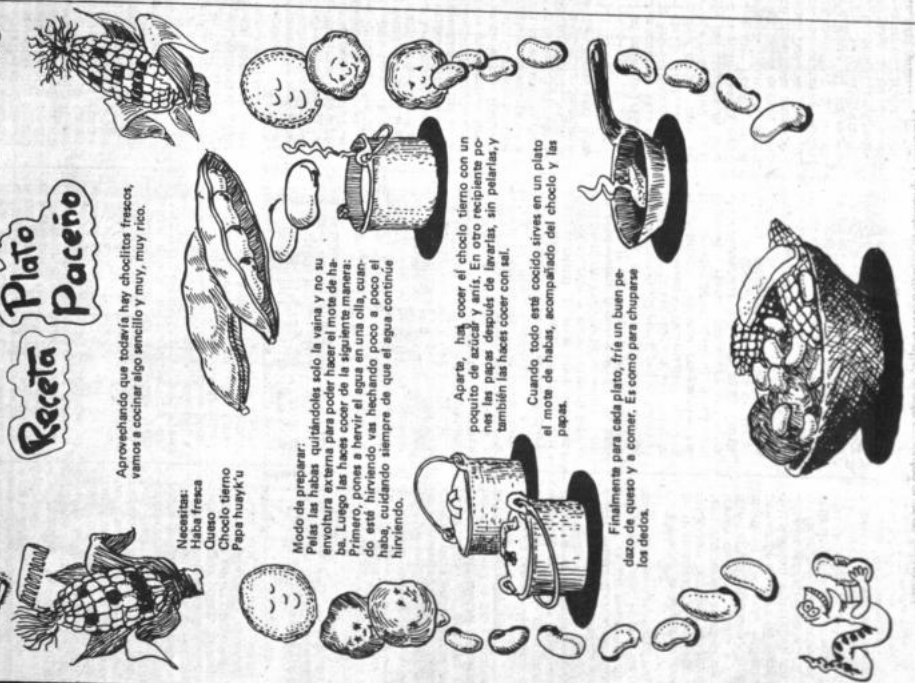 Receta
Plato
Paceño
Aprovechando que todavía hay choclitos frescos,
vamos a cocinar algo sencillo y muy, muy rico.
Necesitas:
Haba fresca
Queso
Choclo tierno
Papa huayk'u
Modo de preparar:
Pelas las habas quitándoles solo la vaina y no su
envoltura externa para poder hacer el mote de ha-
ba. Luego las haces cocer de la siguiente manera:
Primero, pones a hervir el agua en una olla, cuan-
do esté hirviendo vas hechando poco a poco el
haba, cuidando siempre de que el agua continúe
hirviendo.
Aparte, has cocer el choclo tierno con un
poquito de azúcar y anís. En otro recipiente po-
nes las papas después de lavarlas, sin pelarlas, y
también las haces cocer con sal.
Cuando todo esté cocido sirves en un plato
el mote de habas, acompañado del choclo y las
papas.
Finalmente para cada plato, fríe un buen pe-
dazo de queso y a comer. Es como para chuparse
los dedos.